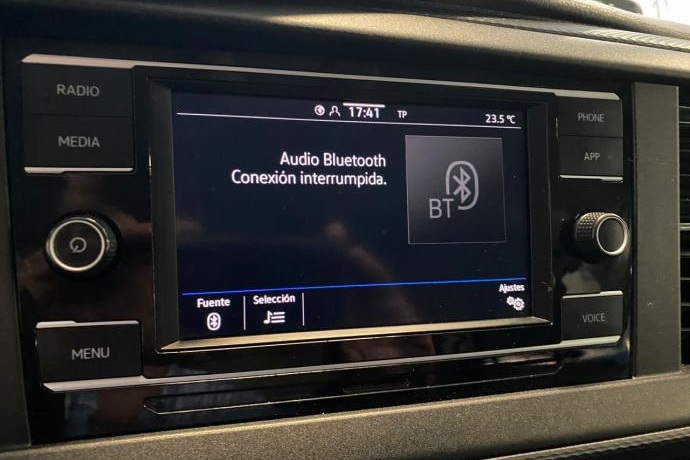 RADIO
MEDIA
MENU
17:41
TP
23.5 °C
Audio Bluetooth
Conexión interrumpida.
BT
Fuente
Selección
Ajustes
PHONE
APP
VOICE